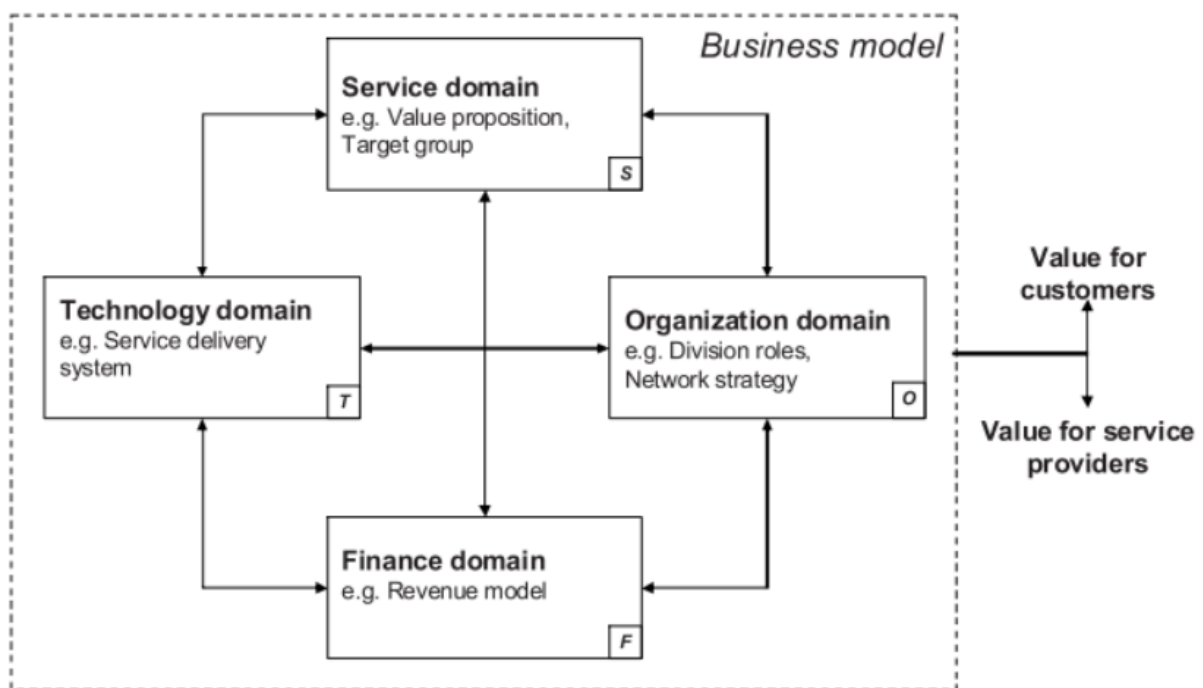 Business model
Service domain
e.g. Value proposition,
Target group
S
Technology domain
e.g. Service delivery
system
T
Organization domain
e.g. Division roles,
Network strategy
O
Value for
customers
Value for service
providers
Finance domain
e.g. Revenue model
F